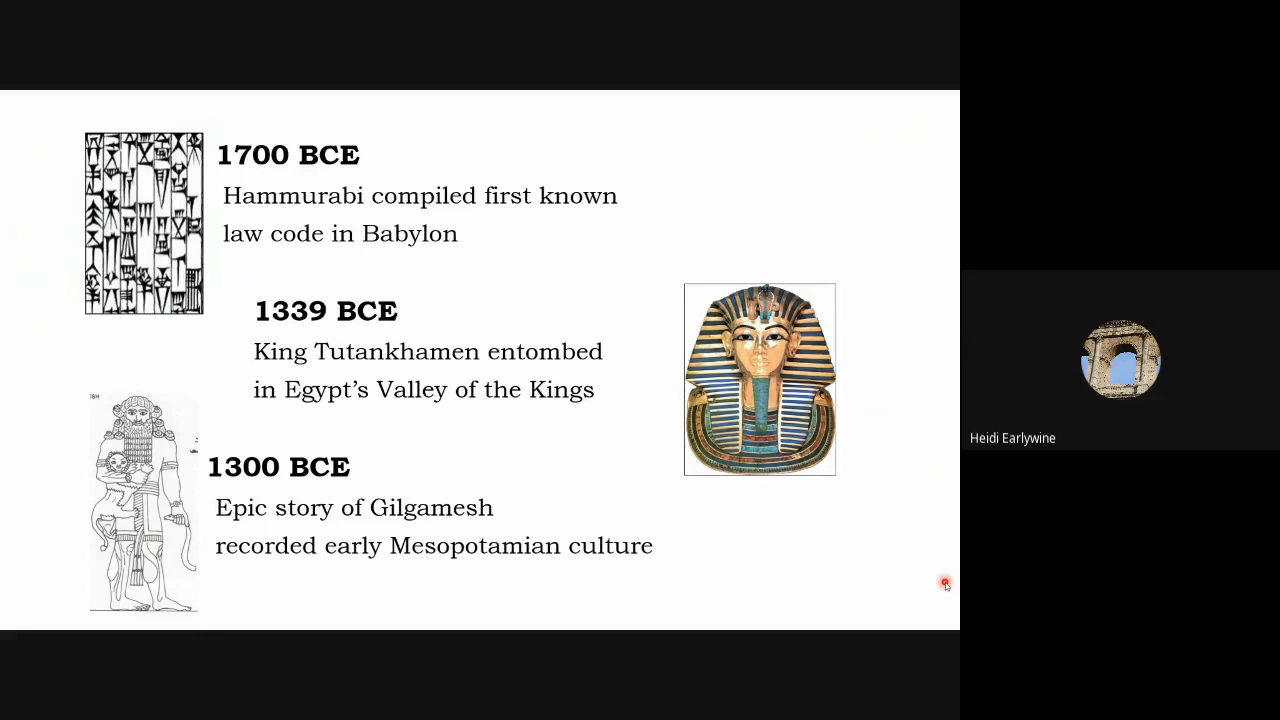 1700 BCE
Hammurabi compiled first known
law code in Babylon
1339 BCE
King Tutankhamen entombed
in Egypt’s Valley of the Kings
1300 BCE
Epic story of Gilgamesh
recorded early Mesopotamian culture
Heidi Earlywine